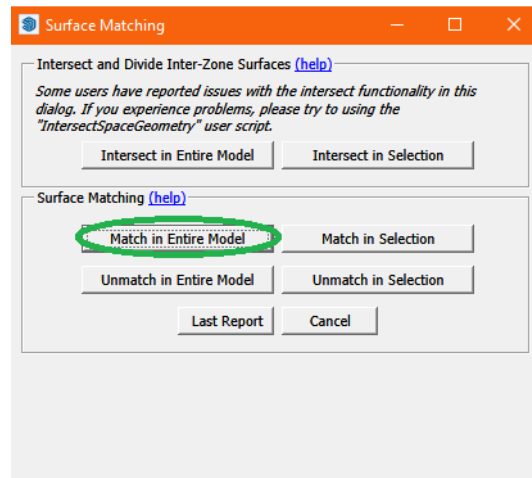 Surface Matching
Intersect and Divide Inter-Zone Surfaces (help)
Some users have reported issues with the intersect functionality in this
dialog. If you experience problems, please try to using the
"IntersectSpaceGeometry" user script.
Intersect in Entire Model Intersect in Selection
Surface Matching (help)
Match in Entire Model Match in Selection
Unmatch in Entire Model Unmatch in Selection
Last Report Cancel